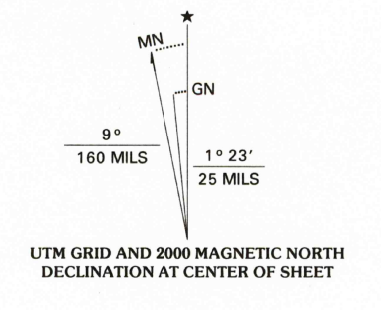 MN
GN
9°
160 MILS
1° 23′
25 MILS
UTM GRID AND 2000 MAGNETIC NORTH
DECLINATION AT CENTER OF SHEET